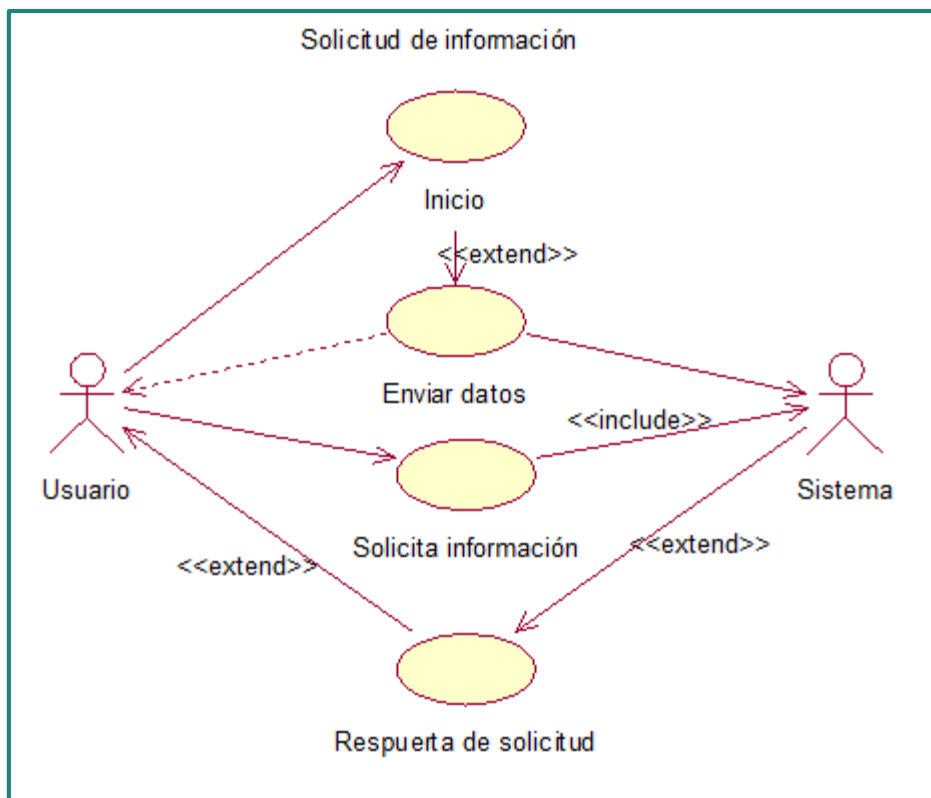 Solicitud de información
Inicio
<<extend>>
Enviar datos
<<include>>
Usuario
Sistema
Solicita información
<<extend>>
<<extend>>
Respuerta de solicitud